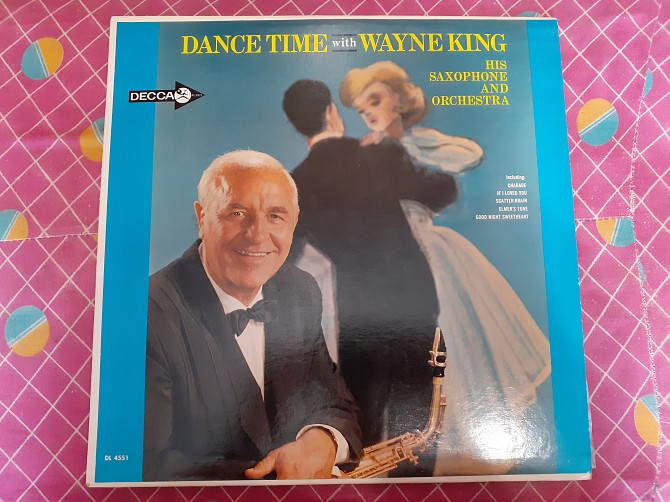 DANCE TIME with WAYNE KING
HIS
SAXOPHONE
AND
ORCHESTRA
DECCA
Including:
CHARADE
IF I LOVED YOU
SCATTER-BRAIN
ELMER'S TUNE
GOOD NIGHT SWEETHEART
DL 4551